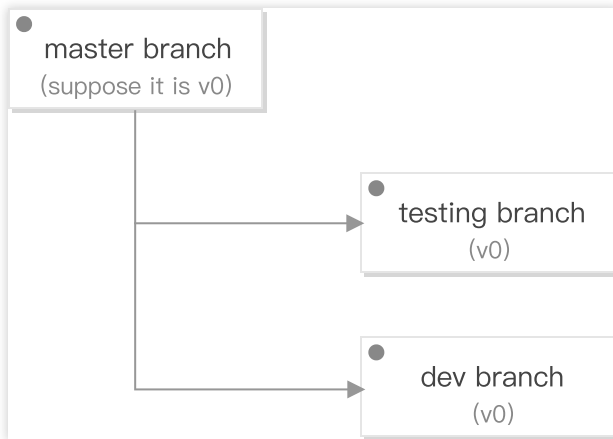 master branch
(suppose it is v0)
testing branch
(v0)
dev branch
(v0)